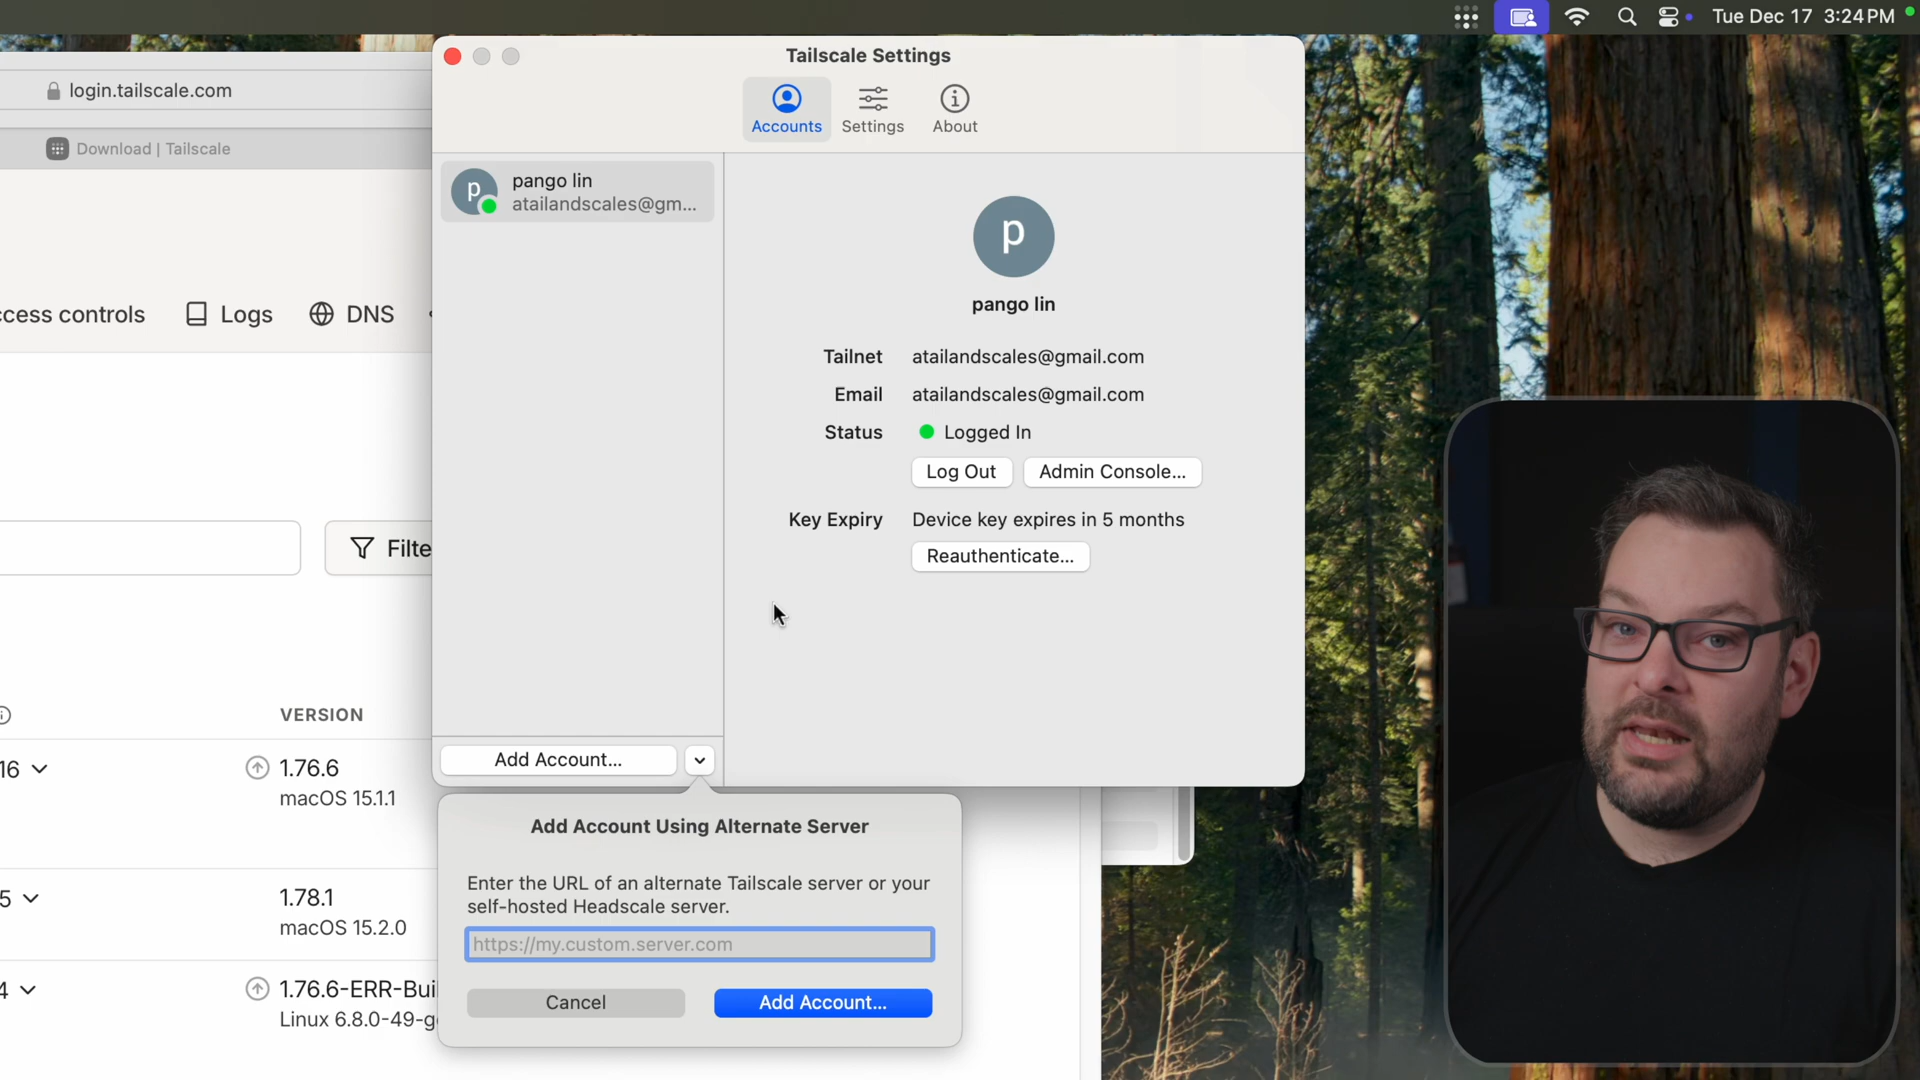 Tue Dec 17 3:24 PM
login.tailscale.com
Download | Tailscale
ccess controls
Logs
DNS
Filte
VERSION
16
1.76.6
macOS 15.1.1
5
1.78.1
macOS 15.2.0
4
1.76.6-ERR-Bui
Linux 6.8.0-49-g
Tailscale Settings
Accounts
Settings
About
p
pango lin
atailandscales@gm...
p
pango lin
Tailnet atailandscales@gmail.com
Email atailandscales@gmail.com
Status Logged In
Log Out
Admin Console...
Key Expiry Device key expires in 5 months
Reauthenticate...
Add Account...
Add Account Using Alternate Server
Enter the URL of an alternate Tailscale server or your
self-hosted Headscale server.
https://my.custom.server.com
Cancel
Add Account...